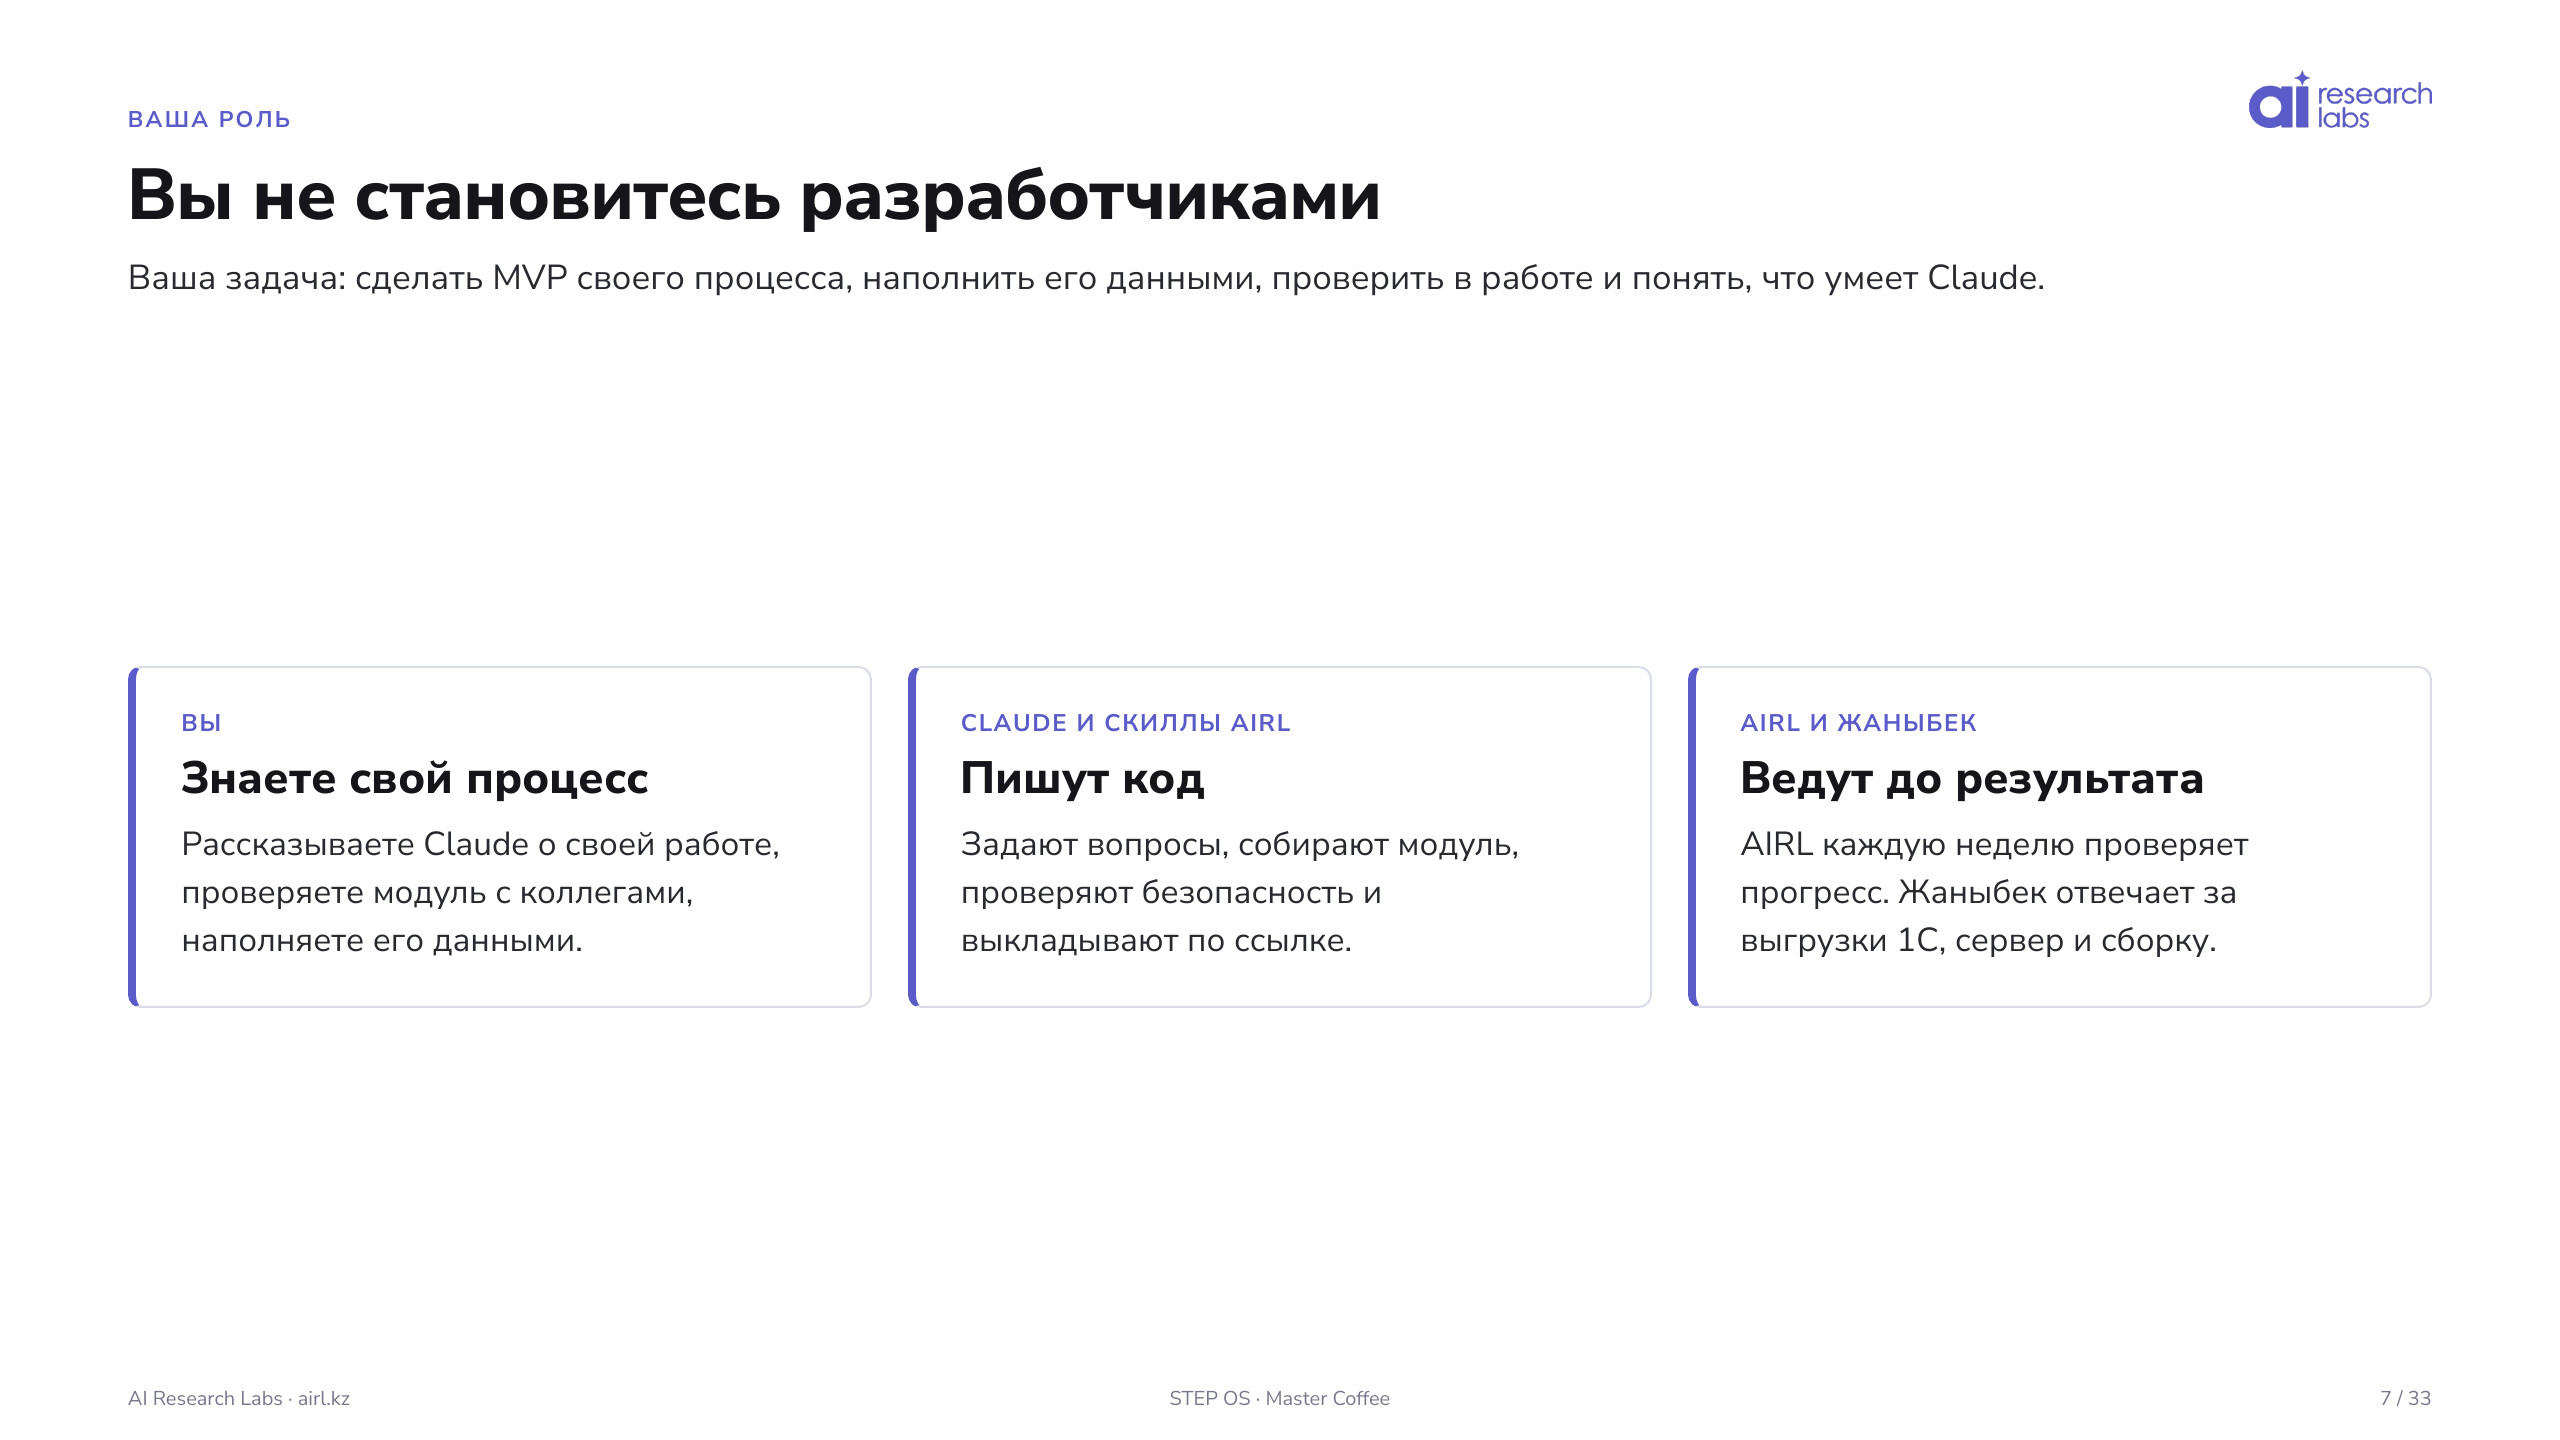 ВАША РОЛЬ
ai research
labs
Вы не становитесь разработчиками
Ваша задача: сделать MVP своего процесса, наполнить его данными, проверить в работе и понять, что умеет Claude.
ВЫ
Знаете свой процесс
Рассказываете Claude о своей работе,
проверяете модуль с коллегами,
наполняете его данными.
CLAUDE И СКИЛЛЫ AIRL
Пишут код
Задают вопросы, собирают модуль,
проверяют безопасность и
выкладывают по ссылке.
AIRL И ЖАНЫБЕК
Ведут до результата
AIRL каждую неделю проверяет
прогресс. Жаныбек отвечает за
выгрузки 1С, сервер и сборку.
AI Research Labs · airl.kz
STEP OS · Master Coffee
7 / 33